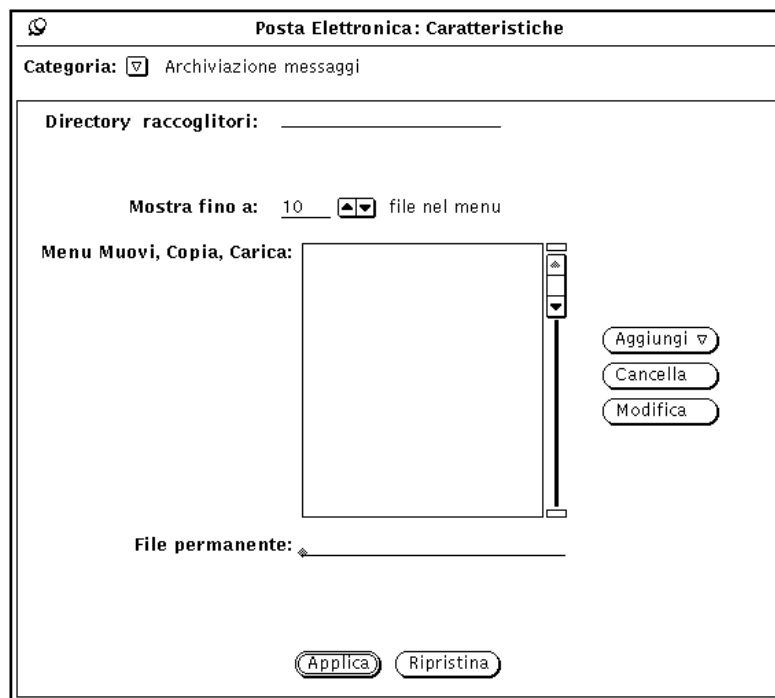 Posta Elettronica: Caratteristiche
Categoria: Archiviazione messaggi
Directory raccoglitori:
Mostra fino a: 10 file nel menu
Menu Muovi, Copia, Carica:
Aggiungi
Cancella
Modifica
File permanente:
Applica Ripristina